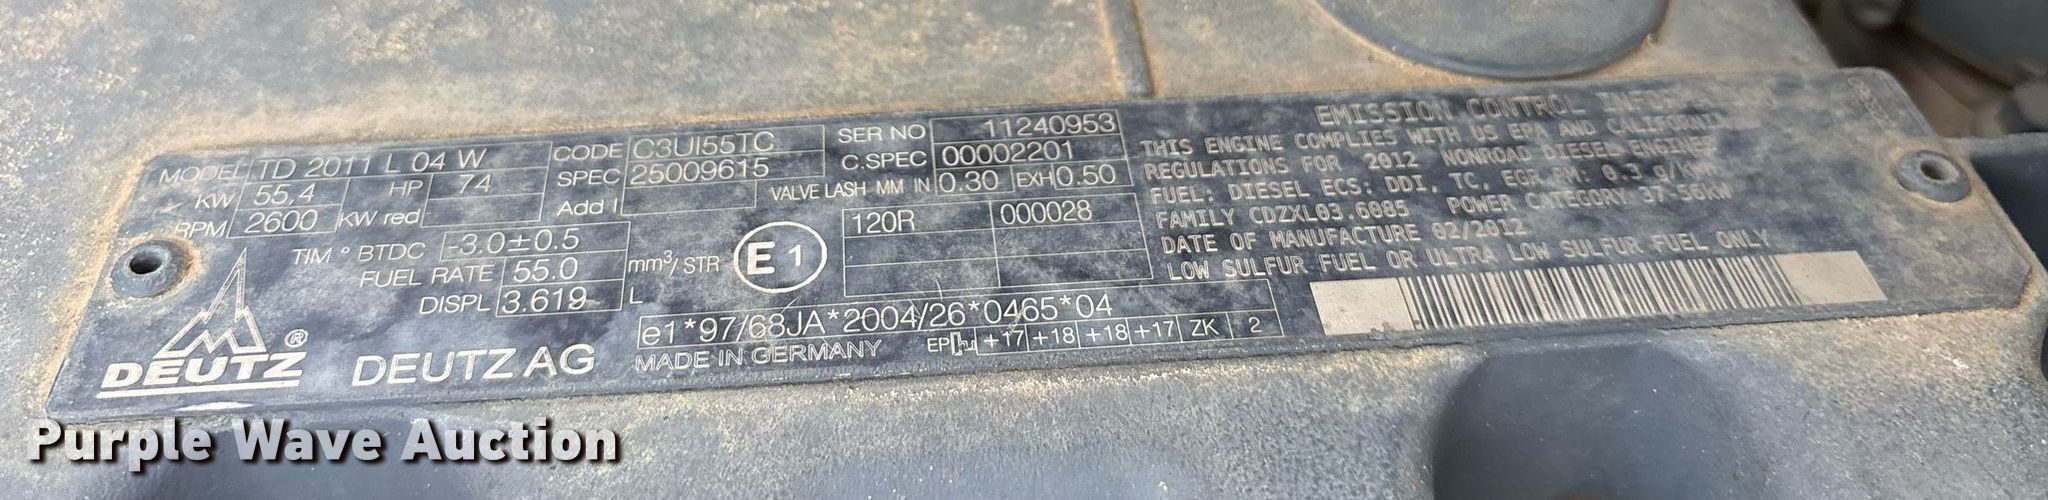 MODEL TD 2011 L 04 W
KW 55,4 HP 74
RPM 2600 KW red
CODE C3UI55TC
SPEC 25009615
Add I
SER NO 11240953
C.SPEC 00002201
VALVE LASH MM IN 0.30 EXH 0.50
TIM ° BTDC -3.0±0.5
FUEL RATE 55.0 mm³/STR
DISPL 3.619 L
E 1
120R 000028
e1*97/68JA*2004/26*0465*04
EP +17 +18 +18 +17 ZK 2
DEUTZ ®
DEUTZ AG
MADE IN GERMANY
EMISSION CONTROL
THIS ENGINE COMPLIES WITH US EPA AND CALIFORNIA
REGULATIONS FOR 2012 NONROAD DIESEL ENGINES
FUEL: DIESEL ECS: DDI, TC, EGR PM: 0.3
FAMILY CDZXL03.6085 POWER CATEGORY 37-56KW
DATE OF MANUFACTURE 02/2012
LOW SULFUR FUEL OR ULTRA LOW SULFUR FUEL ONLY
Purple Wave Auction